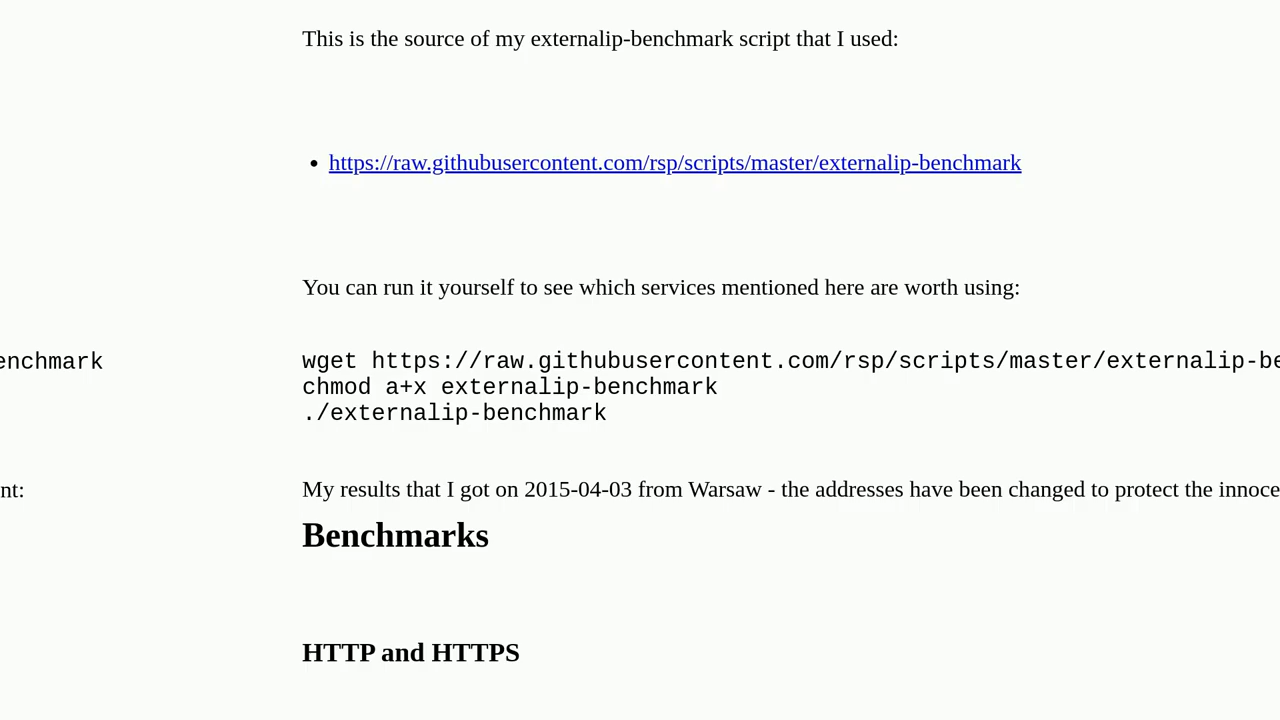 This is the source of my externalip-benchmark script that I used:
• https://raw.githubusercontent.com/rsp/scripts/master/externalip-benchmark
You can run it yourself to see which services mentioned here are worth using:
enchmark
wget https://raw.githubusercontent.com/rsp/scripts/master/externalip-be
chmod a+x externalip-benchmark
./externalip-benchmark
nt:
My results that I got on 2015-04-03 from Warsaw - the addresses have been changed to protect the innoce
Benchmarks
HTTP and HTTPS